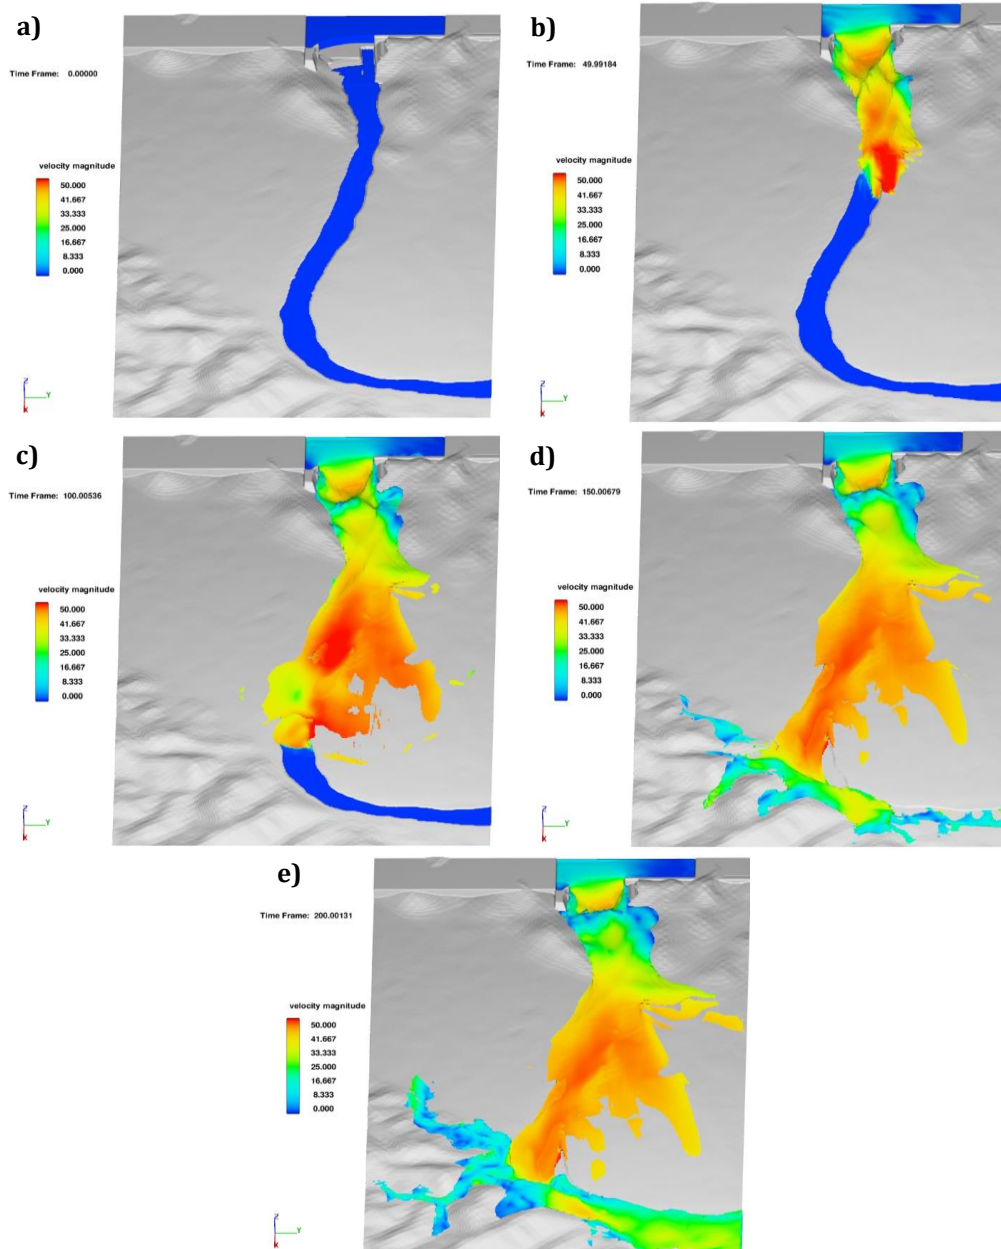 a)
Time Frame: 0.00000
velocity magnitude
50.000
41.667
33.333
25.000
16.667
8.333
0.000
Z
Y
X
b)
Time Frame: 49.99184
velocity magnitude
50.000
41.667
33.333
25.000
16.667
8.333
0.000
Z
Y
X
c)
Time Frame: 100.00536
velocity magnitude
50.000
41.667
33.333
25.000
16.667
8.333
0.000
Z
Y
X
d)
Time Frame: 150.00679
velocity magnitude
50.000
41.667
33.333
25.000
16.667
8.333
0.000
Z
Y
X
e)
Time Frame: 200.00131
velocity magnitude
50.000
41.667
33.333
25.000
16.667
8.333
0.000
Z
Y
X